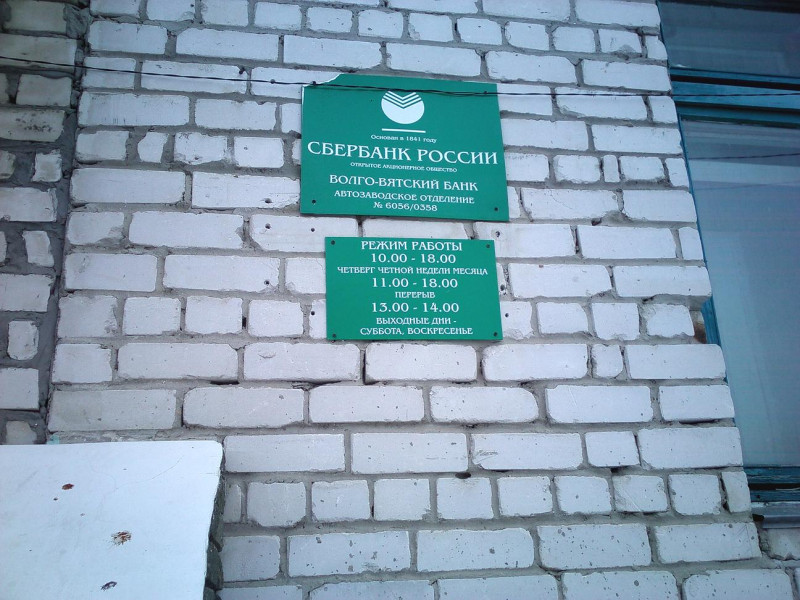 Основан в 1841 году
СБЕРБАНК РОССИИ
ОТКРЫТОЕ АКЦИОНЕРНОЕ ОБЩЕСТВО
ВОЛГО-ВЯТСКИЙ БАНК
АВТОЗАВОДСКОЕ ОТДЕЛЕНИЕ
№ 6056/0358
РЕЖИМ РАБОТЫ
10.00 - 18.00
ЧЕТВЕРГ ЧЕТНОЙ НЕДЕЛИ МЕСЯЦА
11.00 - 18.00
ПЕРЕРЫВ
13.00 - 14.00
ВЫХОДНЫЕ ДНИ -
СУББОТА, ВОСКРЕСЕНЬЕ